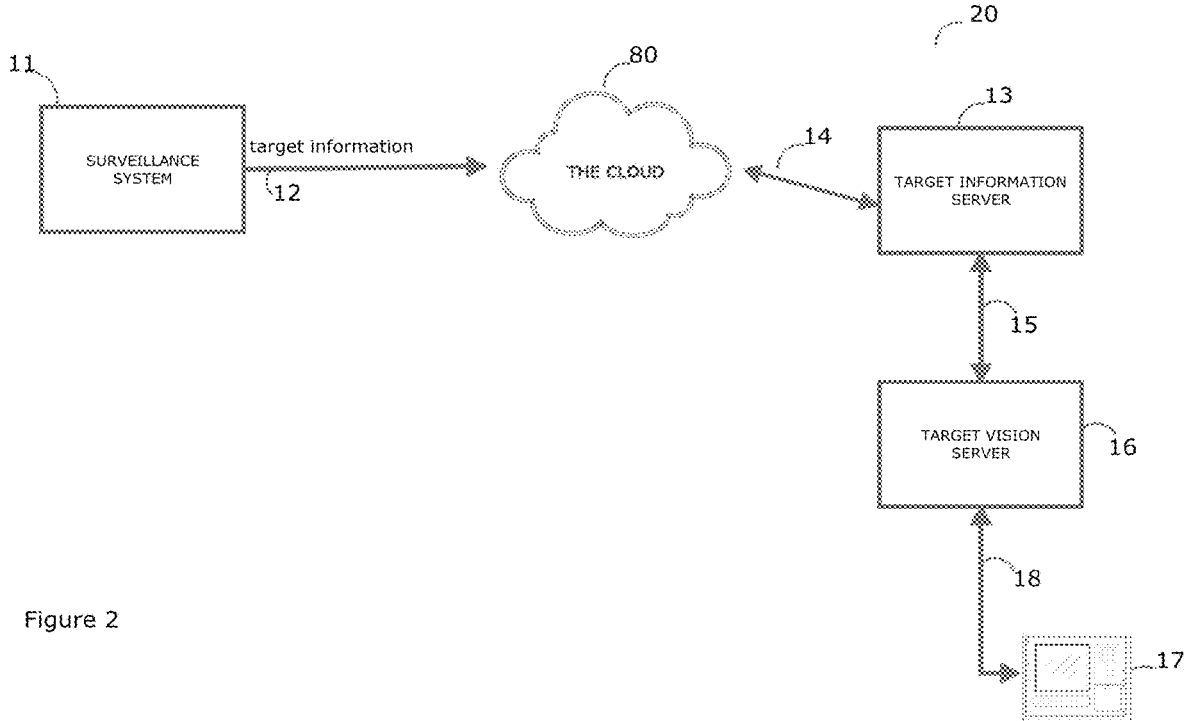 20
80
11
13
14
SURVEILLANCE
SYSTEM
target information
12
THE CLOUD
TARGET INFORMATION
SERVER
15
TARGET VISION
SERVER
16
18
Figure 2
17